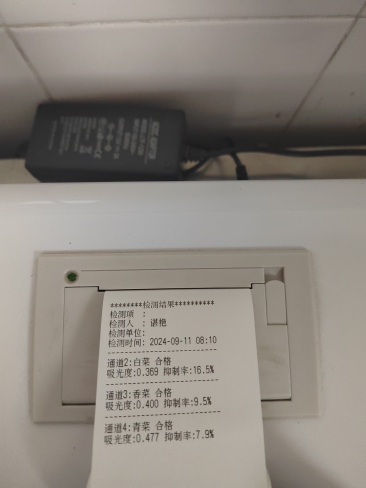 ********检测结果**********
检测项 :
检测人 : 谌艳
检测单位:
检测时间: 2024-09-11 08:10
--------------------------
通道2:白菜 合格
吸光度:0.369 抑制率:16.5%
--------------------------
通道3:香菜 合格
吸光度:0.400 抑制率:9.5%
--------------------------
通道4:青菜 合格
吸光度:0.477 抑制率:7.9%